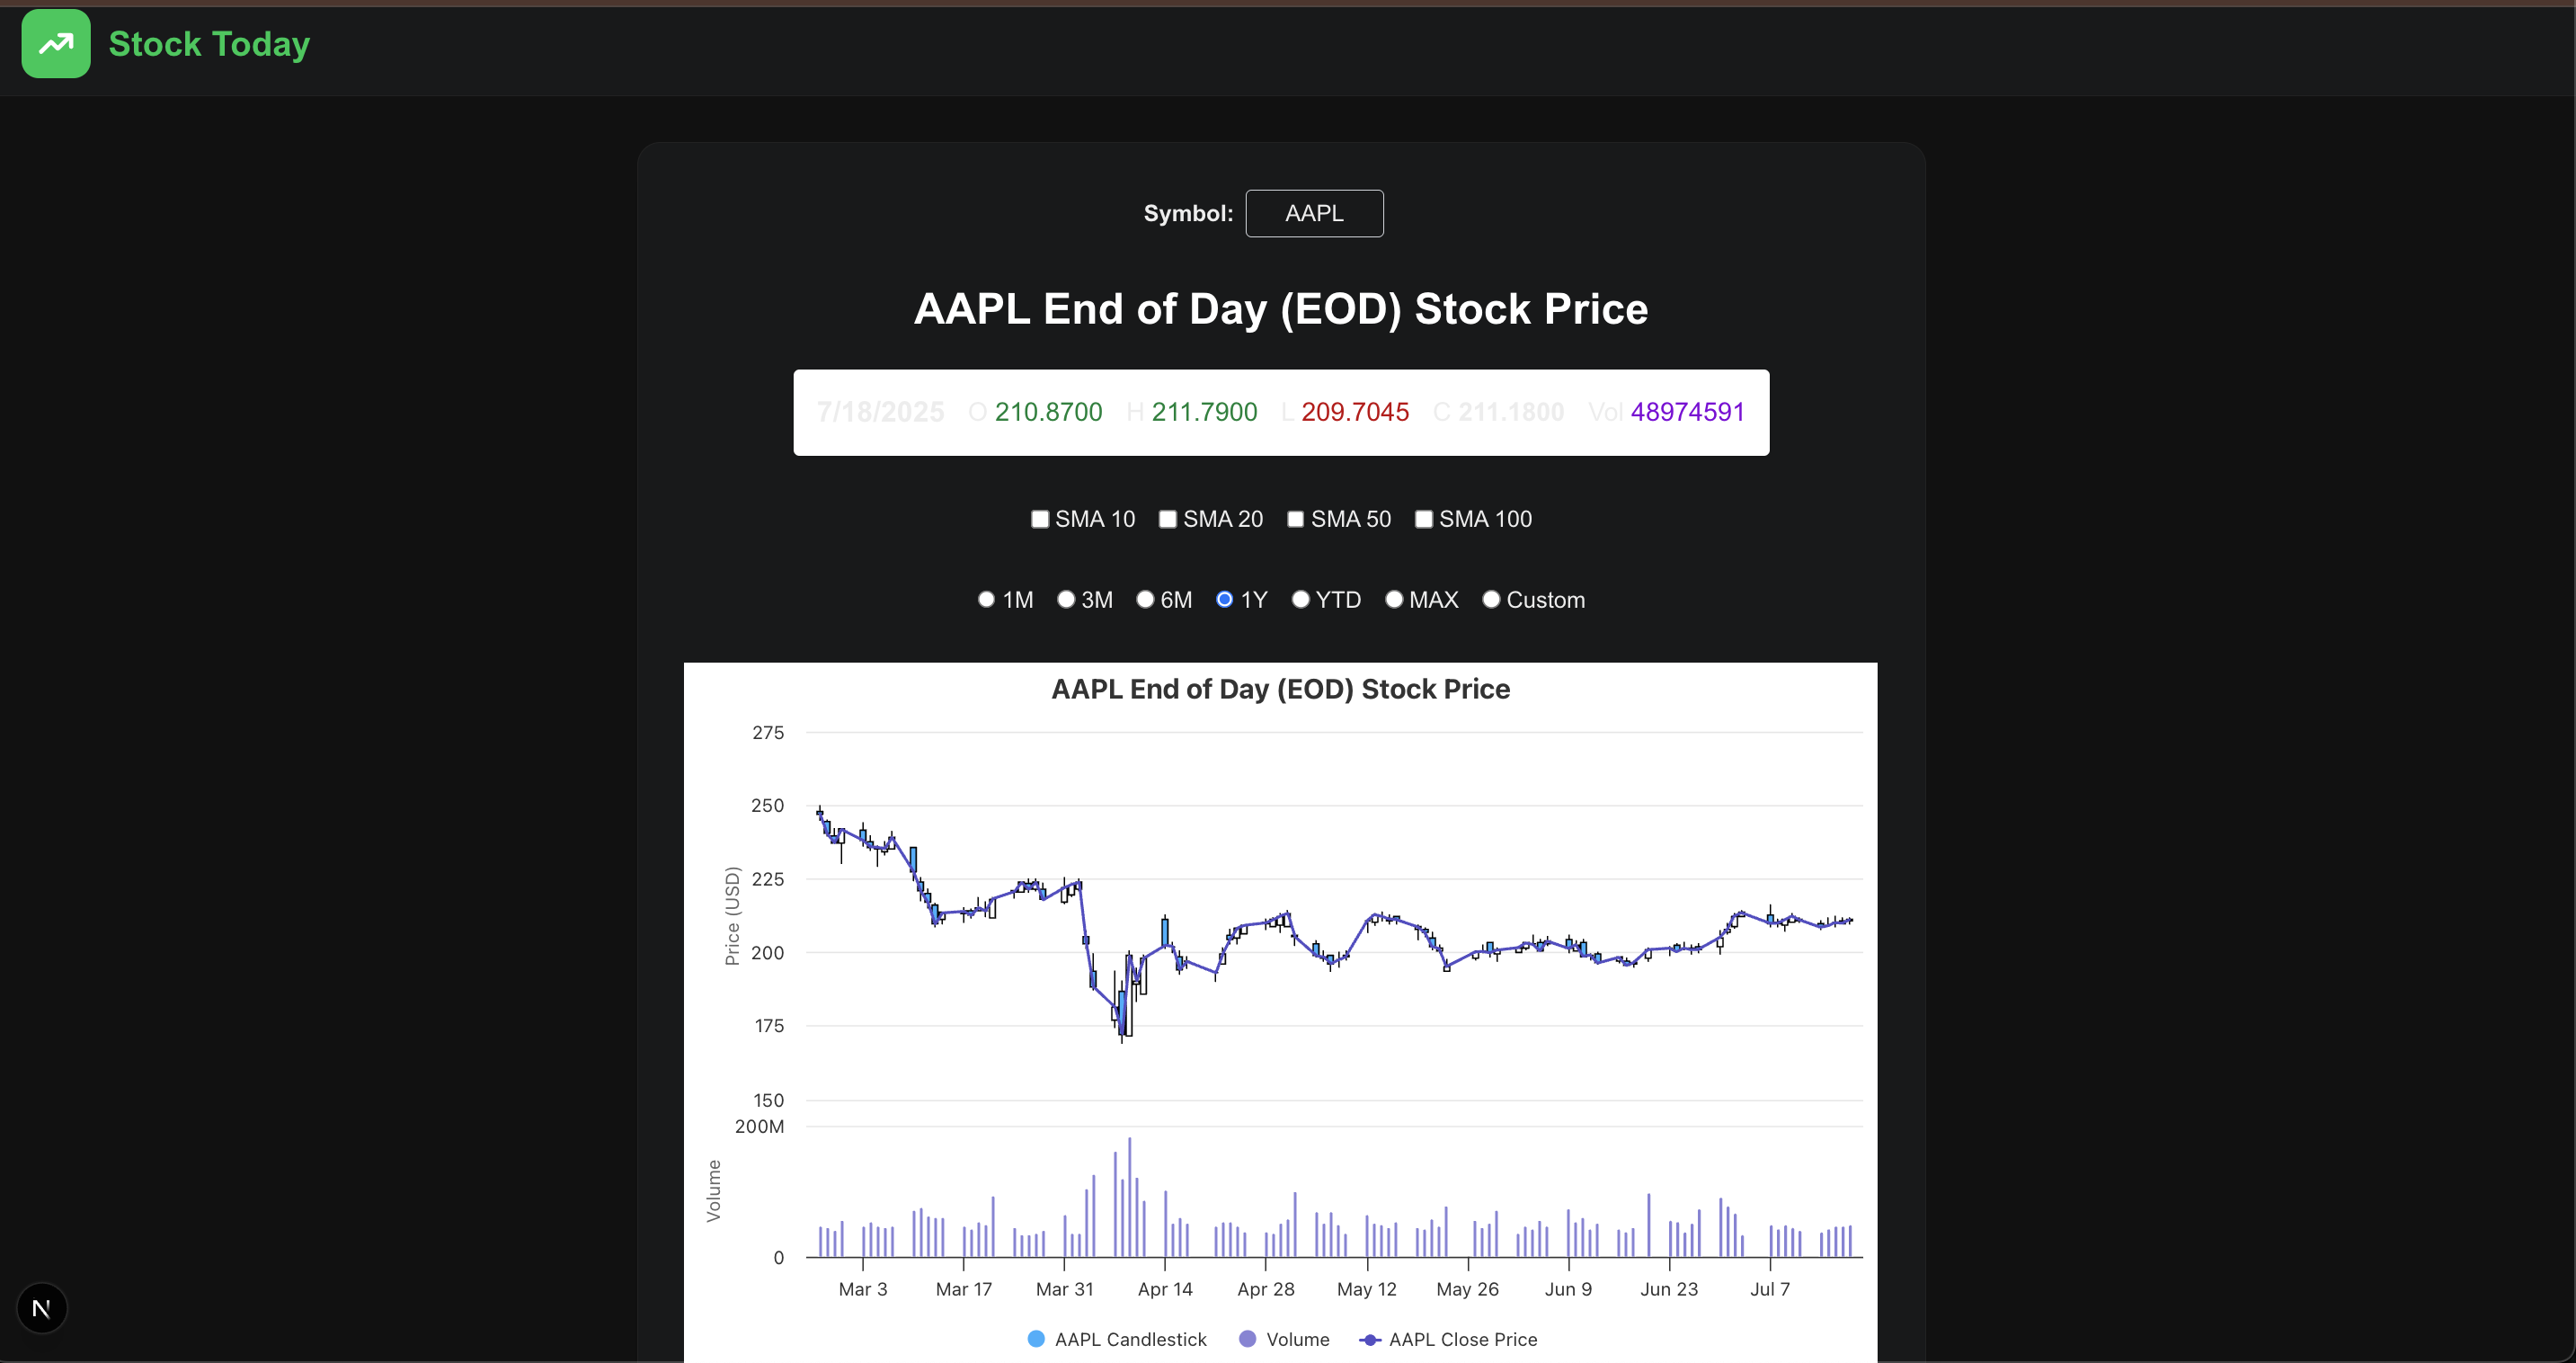 Stock Today
Symbol: AAPL
AAPL End of Day (EOD) Stock Price
7/18/2025 O 210.8700 H 211.7900 L 209.7045 C 211.1800 Vol 48974591
SMA 10 SMA 20 SMA 50 SMA 100
1M 3M 6M 1Y YTD MAX Custom
AAPL End of Day (EOD) Stock Price
275
250
225
200
175
150
Price (USD)
200M
0
Volume
Mar 3 Mar 17 Mar 31 Apr 14 Apr 28 May 12 May 26 Jun 9 Jun 23 Jul 7
AAPL Candlestick Volume AAPL Close Price
N